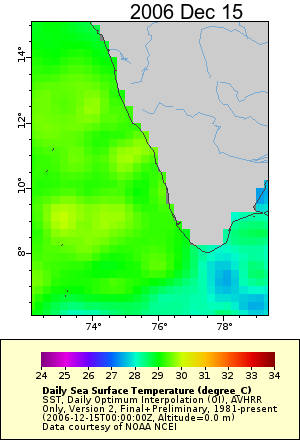 2006 Dec 15
14°
12°
10°
8°
74° 76° 78°
24 25 26 27 28 29 30 31 32 33 34
Daily Sea Surface Temperature (degree_C)
SST, Daily Optimum Interpolation (OI), AVHRR
Only, Version 2, Final+Preliminary, 1981-present
(2006-12-15T00:00:00Z, Altitude=0.0 m)
Data courtesy of NOAA NCEI